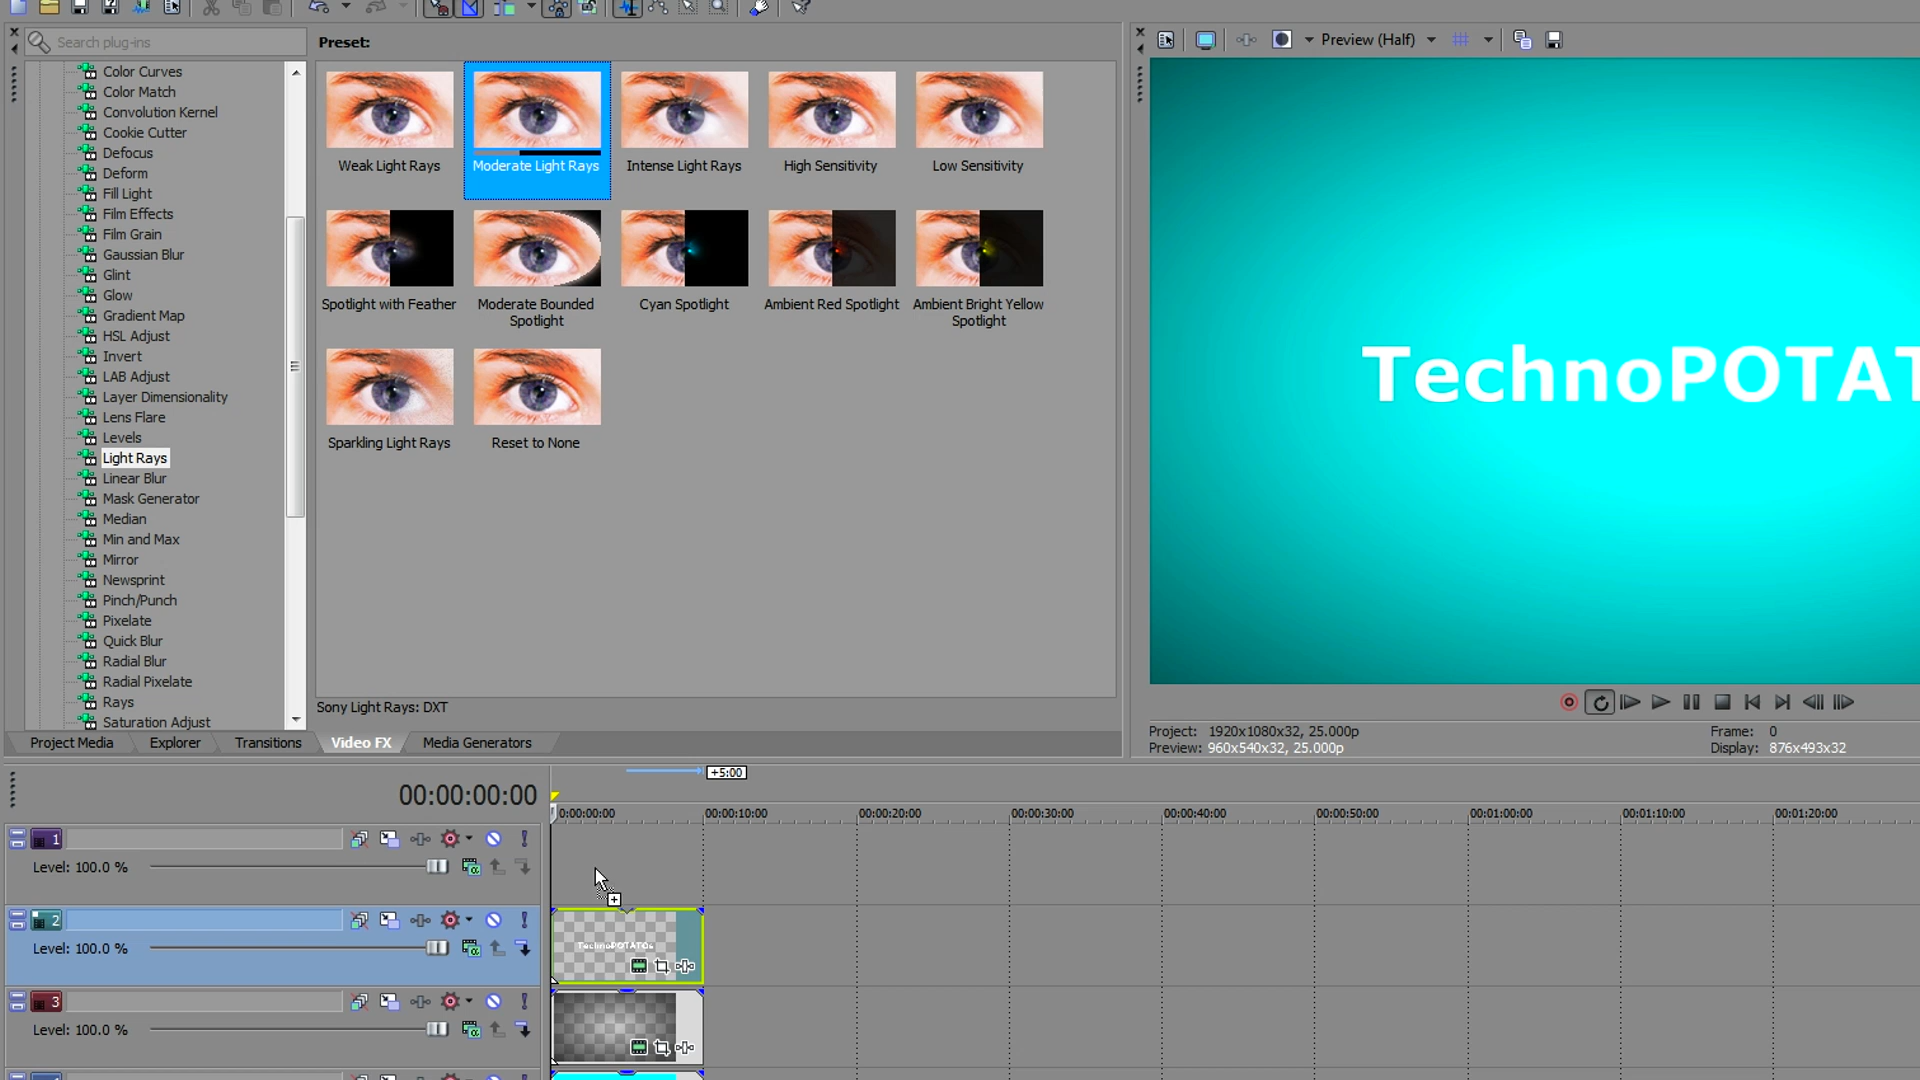 Search plug-ins
Preset:
Preview (Half)
Color Curves
Color Match
Convolution Kernel
Cookie Cutter
Defocus
Deform
Fill Light
Film Effects
Film Grain
Gaussian Blur
Glint
Glow
Gradient Map
HSL Adjust
Invert
LAB Adjust
Layer Dimensionality
Lens Flare
Levels
Light Rays
Linear Blur
Mask Generator
Median
Min and Max
Mirror
Newsprint
Pinch/Punch
Pixelate
Quick Blur
Radial Blur
Radial Pixelate
Rays
Saturation Adjust
Weak Light Rays
Moderate Light Rays
Intense Light Rays
High Sensitivity
Low Sensitivity
Spotlight with Feather
Moderate Bounded
Spotlight
Cyan Spotlight
Ambient Red Spotlight
Ambient Bright Yellow
Spotlight
Sparkling Light Rays
Reset to None
TechnoPOTAT
Sony Light Rays: DXT
Project Media
Explorer
Transitions
Video FX
Media Generators
Project: 1920x1080x32, 25.000p
Preview: 960x540x32, 25.000p
Frame: 0
Display: 876x493x32
+5:00
00:00:00:00
0:00:00:00
00:00:10:00
00:00:20:00
00:00:30:00
00:00:40:00
00:00:50:00
00:01:00:00
00:01:10:00
00:01:20:00
1
Level: 100.0 %
2
Level: 100.0 %
TechnoPOTATOs
3
Level: 100.0 %